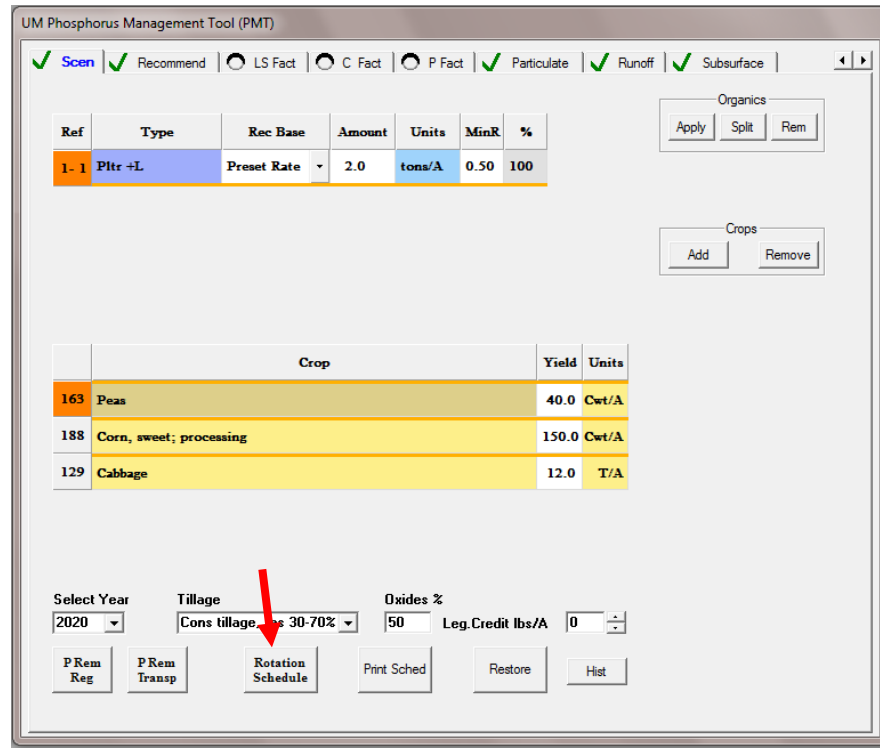 UM Phosphorus Management Tool (PMT)
Scen Recommend LS Fact C Fact P Fact Particulate Runoff Subsurface
Organics
Apply Split Rem
Ref Type Rec Base Amount Units MinR %
1- 1 Pltr +L Preset Rate 2.0 tons/A 0.50 100
Crops
Add Remove
Crop Yield Units
163 Peas 40.0 Cwt/A
188 Corn, sweet; processing 150.0 Cwt/A
129 Cabbage 12.0 T/A
Select Year Tillage Oxides %
2020 Cons tillage, 30-70% 50 Leg.Credit lbs/A 0
P Rem P Rem Rotation Print Sched Restore Hist
Reg Transp Schedule